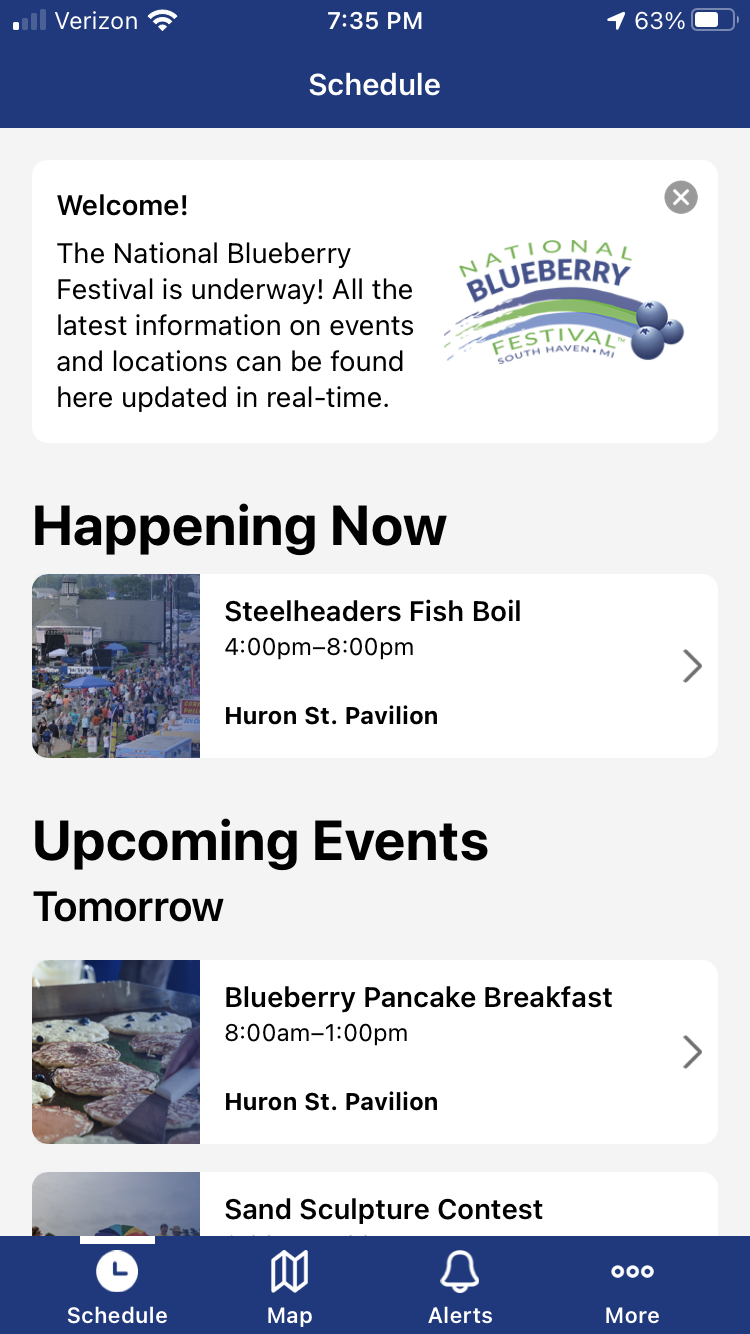 Verizon
7:35 PM
63%
Schedule
Welcome!
The National Blueberry
Festival is underway! All the
latest information on events
and locations can be found
here updated in real-time.
NATIONAL
BLUEBERRY
FESTIVAL™
SOUTH HAVEN • MI
Happening Now
Steelheaders Fish Boil
4:00pm–8:00pm
Huron St. Pavilion
Upcoming Events
Tomorrow
Blueberry Pancake Breakfast
8:00am–1:00pm
Huron St. Pavilion
Sand Sculpture Contest
Schedule
Map
Alerts
More